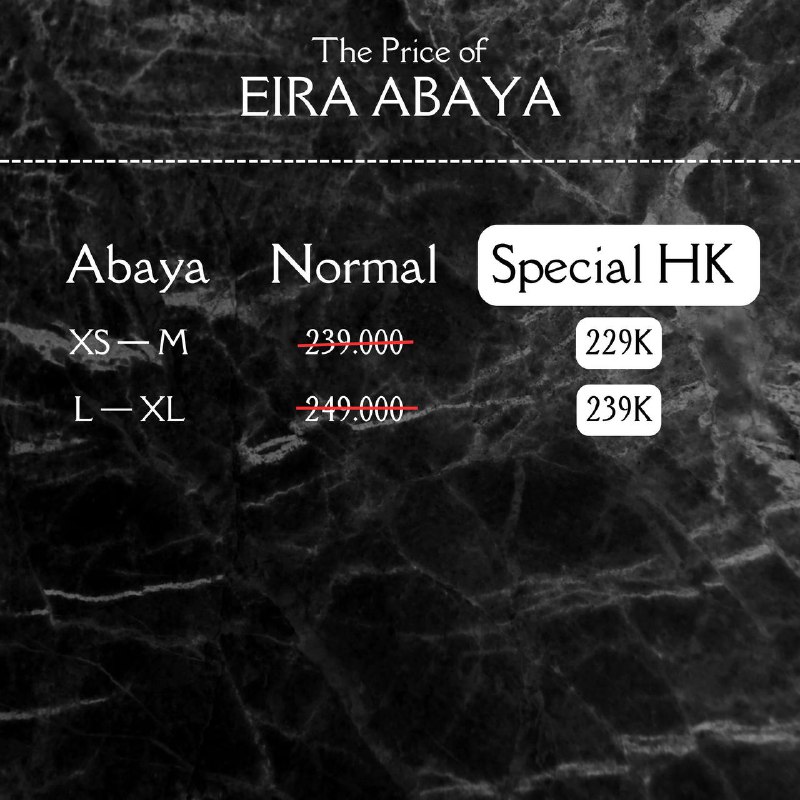 The Price of
EIRA ABAYA
Abaya Normal Special HK
XS — M 239.000 229K
L — XL 249.000 239K